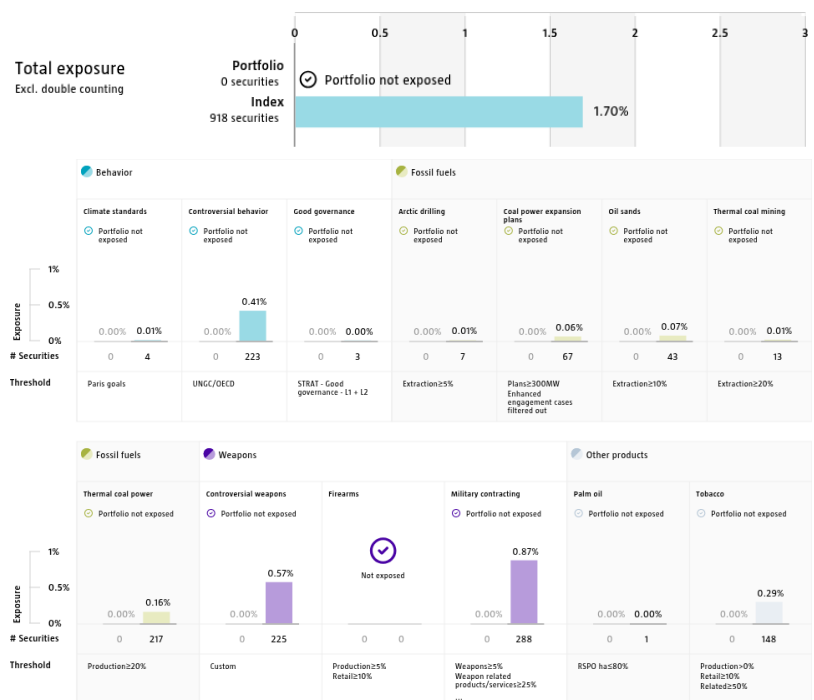 0 0.5 1 1.5 2 2.5 3
Total exposure
Excl. double counting
Portfolio
0 securities
Portfolio not exposed
Index
918 securities
1.70%
Behavior Fossil fuels
Climate standards
Portfolio not
exposed
Controversial behavior
Portfolio not
exposed
Good governance
Portfolio not
exposed
Arctic drilling
Portfolio not
exposed
Coal power expansion
plans
Portfolio not
exposed
Oil sands
Portfolio not
exposed
Thermal coal mining
Portfolio not
exposed
Exposure
1%
0.5%
0%
0.00% 0.01% 0.00% 0.41% 0.00% 0.00% 0.00% 0.01% 0.00% 0.06% 0.00% 0.07% 0.00% 0.01%
# Securities 0 4 0 223 0 3 0 7 0 67 0 43 0 13
Threshold
Paris goals
UNGC/OECD
STRAT - Good
governance - L1 + L2
Extraction≥5%
Plans≥300MW
Enhanced
engagement cases
filtered out
Extraction≥10%
Extraction≥20%
Fossil fuels Weapons Other products
Thermal coal power
Portfolio not exposed
Controversial weapons
Portfolio not exposed
Firearms
Not exposed
Military contracting
Portfolio not exposed
Palm oil
Portfolio not exposed
Tobacco
Portfolio not exposed
Exposure
1%
0.5%
0%
0.00% 0.16% 0.00% 0.57% 0.00% 0.87% 0.00% 0.00% 0.00% 0.29%
# Securities 0 217 0 225 0 0 0 288 0 1 0 148
Threshold
Production≥20%
Custom
Production≥5%
Retail≥10%
Weapons≥5%
Weapon related
products/services≥25%
RSPO ha≤80%
Production>0%
Retail≥10%
Related≥50%